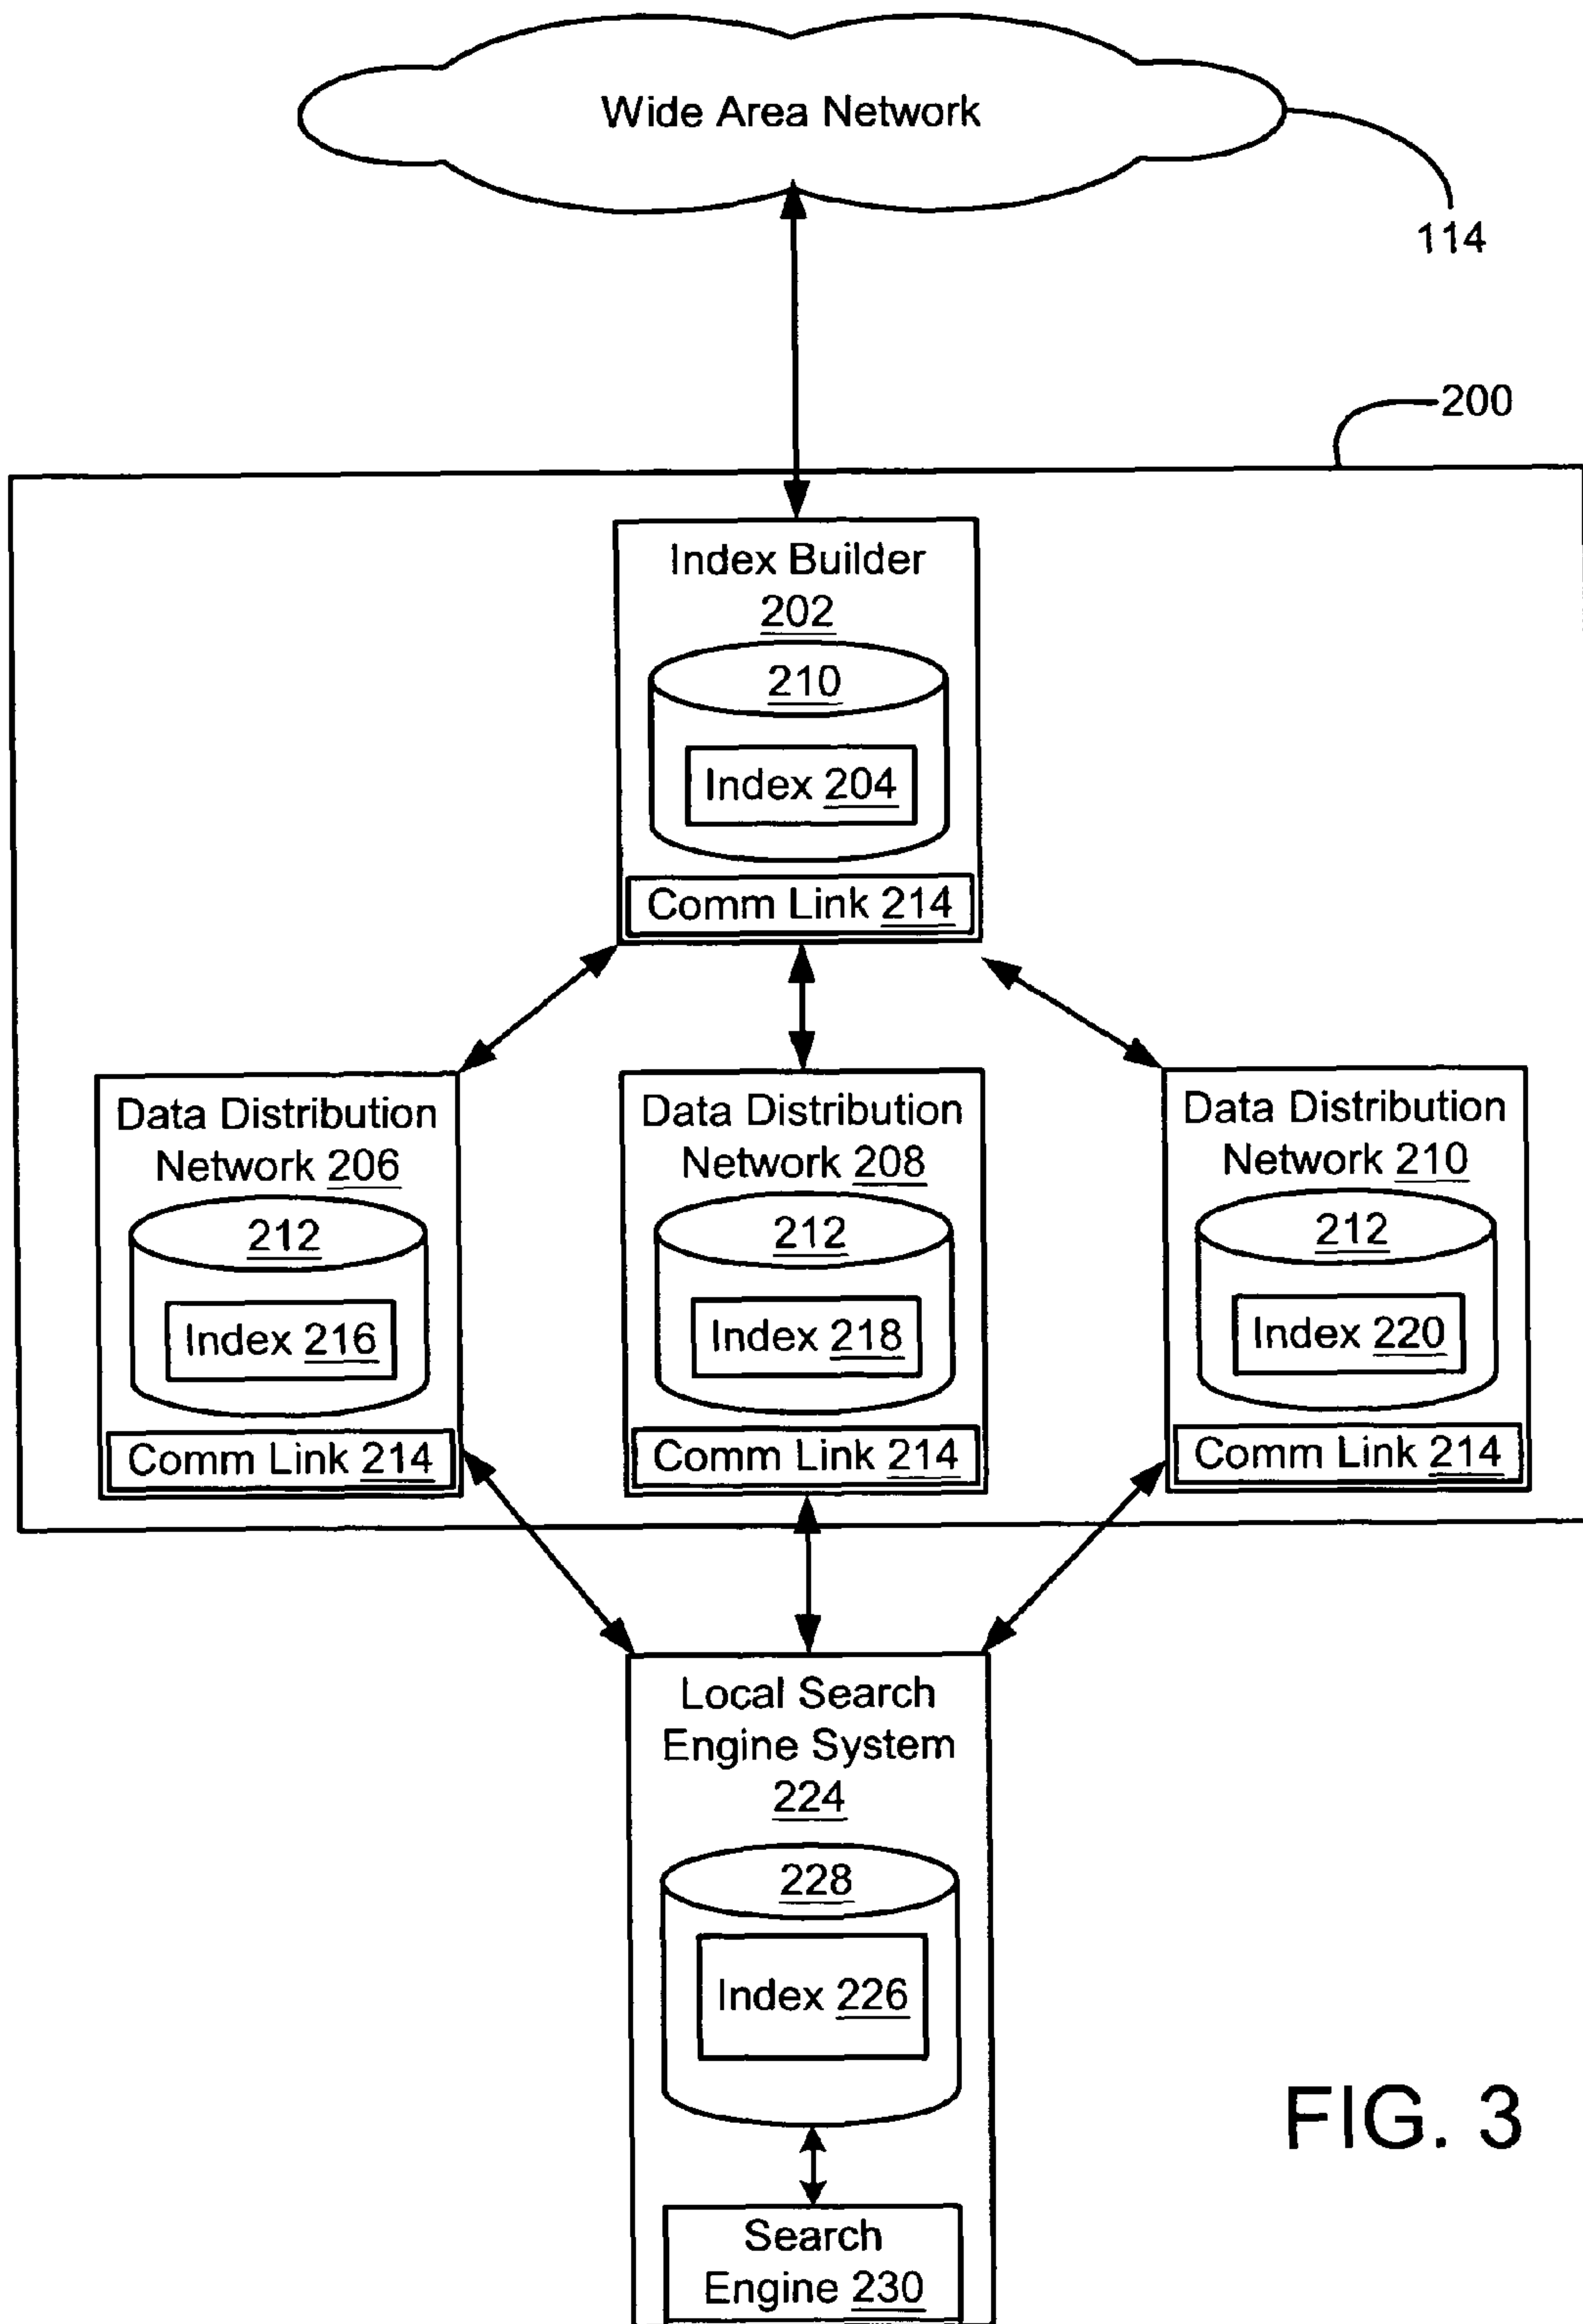 Wide Area Network
114
200
Index Builder
202
210
Index 204
Comm Link 214
Data Distribution
Network 206
212
Index 216
Comm Link 214
Data Distribution
Network 208
212
Index 218
Comm Link 214
Data Distribution
Network 210
212
Index 220
Comm Link 214
Local Search
Engine System
224
228
Index 226
Search
Engine 230
FIG. 3